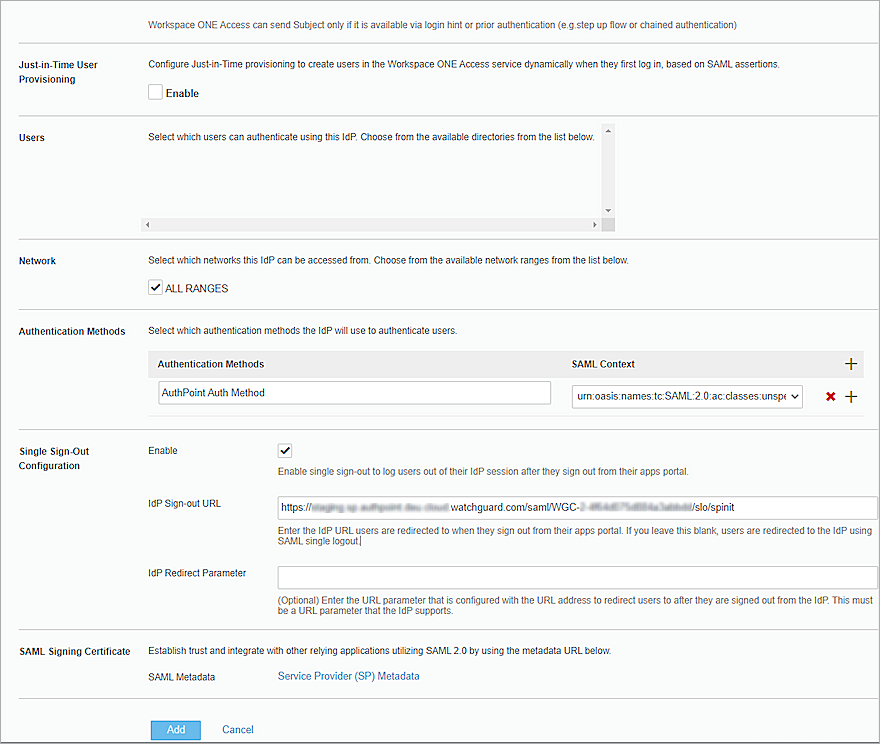 Workspace ONE Access can send Subject only if it is available via login hint or prior authentication (e.g.step up flow or chained authentication)
Just-in-Time User
Provisioning
Configure Just-in-Time provisioning to create users in the Workspace ONE Access service dynamically when they first log in, based on SAML assertions.
Enable
Users
Select which users can authenticate using this IdP. Choose from the available directories from the list below.
Network
Select which networks this IdP can be accessed from. Choose from the available network ranges from the list below.
ALL RANGES
Authentication Methods
Select which authentication methods the IdP will use to authenticate users.
Authentication Methods
SAML Context
AuthPoint Auth Method
urn:oasis:names:tc:SAML:2.0:ac:classes:unspe
Single Sign-Out
Configuration
Enable
Enable single sign-out to log users out of their IdP session after they sign out from their apps portal.
IdP Sign-out URL
https:// watchguard.com/saml/WGC- /slo/spinit
Enter the IdP URL users are redirected to when they sign out from their apps portal. If you leave this blank, users are redirected to the IdP using
SAML single logout.
IdP Redirect Parameter
(Optional) Enter the URL parameter that is configured with the URL address to redirect users to after they are signed out from the IdP. This must
be a URL parameter that the IdP supports.
SAML Signing Certificate
Establish trust and integrate with other relying applications utilizing SAML 2.0 by using the metadata URL below.
SAML Metadata
Service Provider (SP) Metadata
Add
Cancel